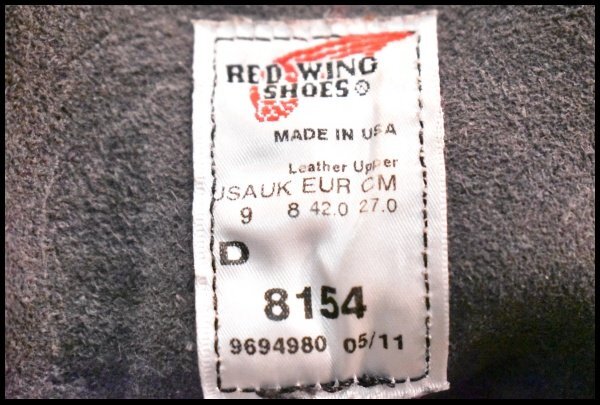 RED WING
SHOES®
MADE IN USA
Leather Upper
USAUK EUR CM
9 8 42.0 27.0
D
8154
9694980 05/11